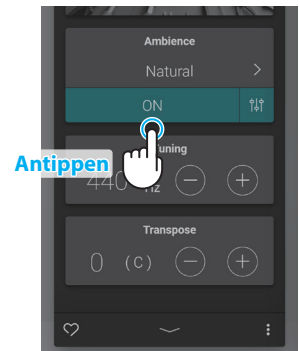 Ambience
Natural
ON
Antippen
Tuning
440 Hz
Transpose
0 (C)